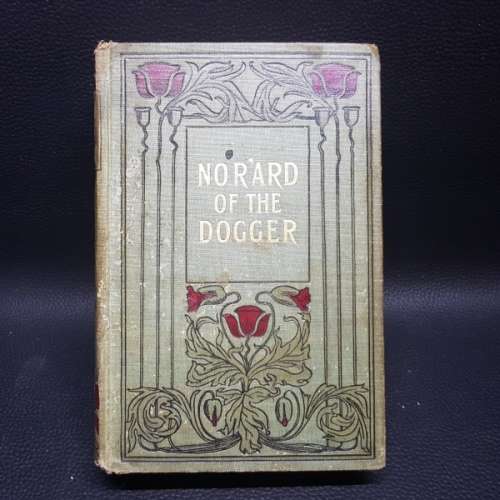 NOR'ARD
OF THE
DOGGER